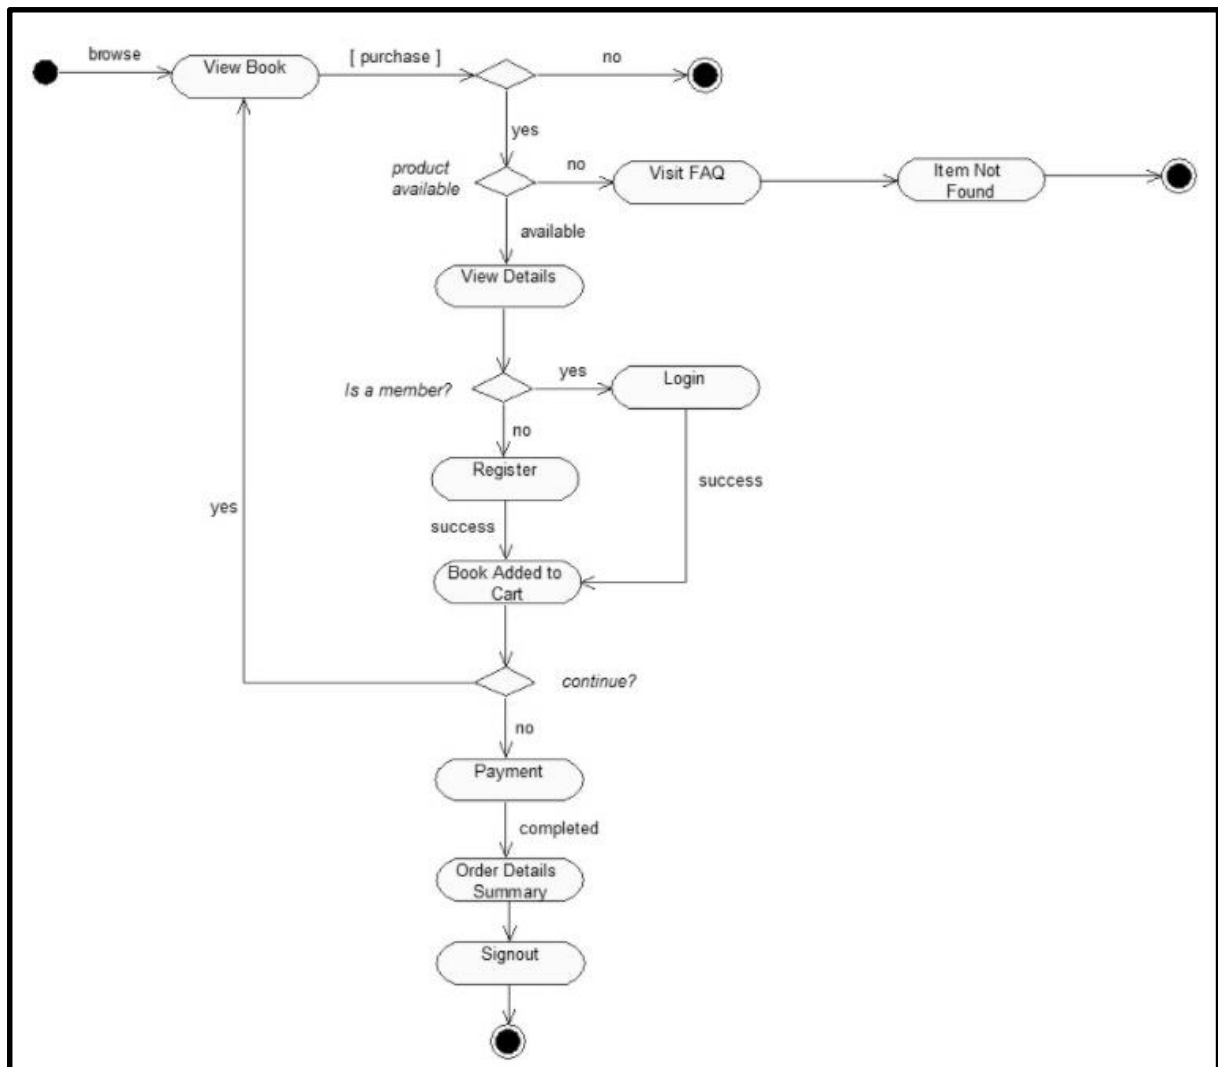 browse
View Book
[ purchase ]
no
yes
product
available
no
Visit FAQ
Item Not
Found
available
View Details
Is a member?
yes
Login
no
Register
success
success
yes
Book Added to
Cart
continue?
no
Payment
completed
Order Details
Summary
Signout